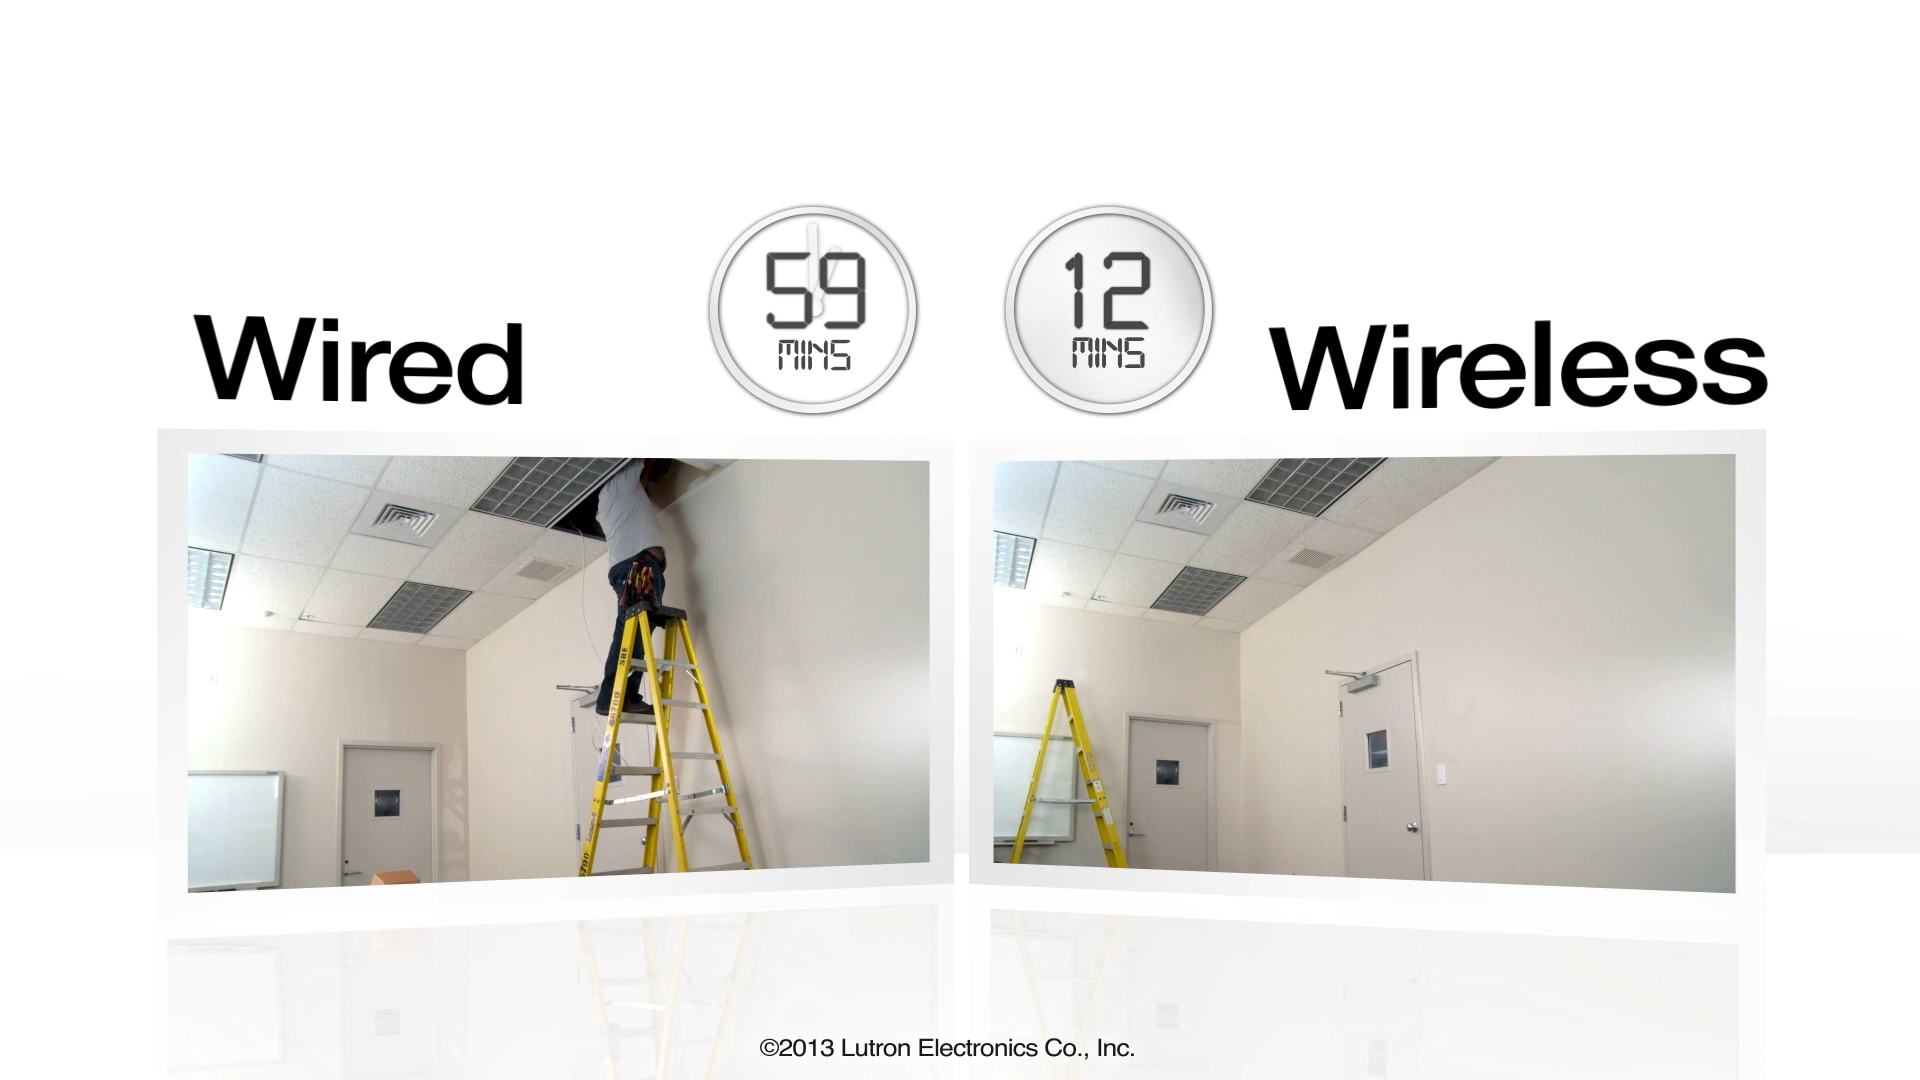 Wired
59
MINS
12
MINS
Wireless
©2013 Lutron Electronics Co., Inc.